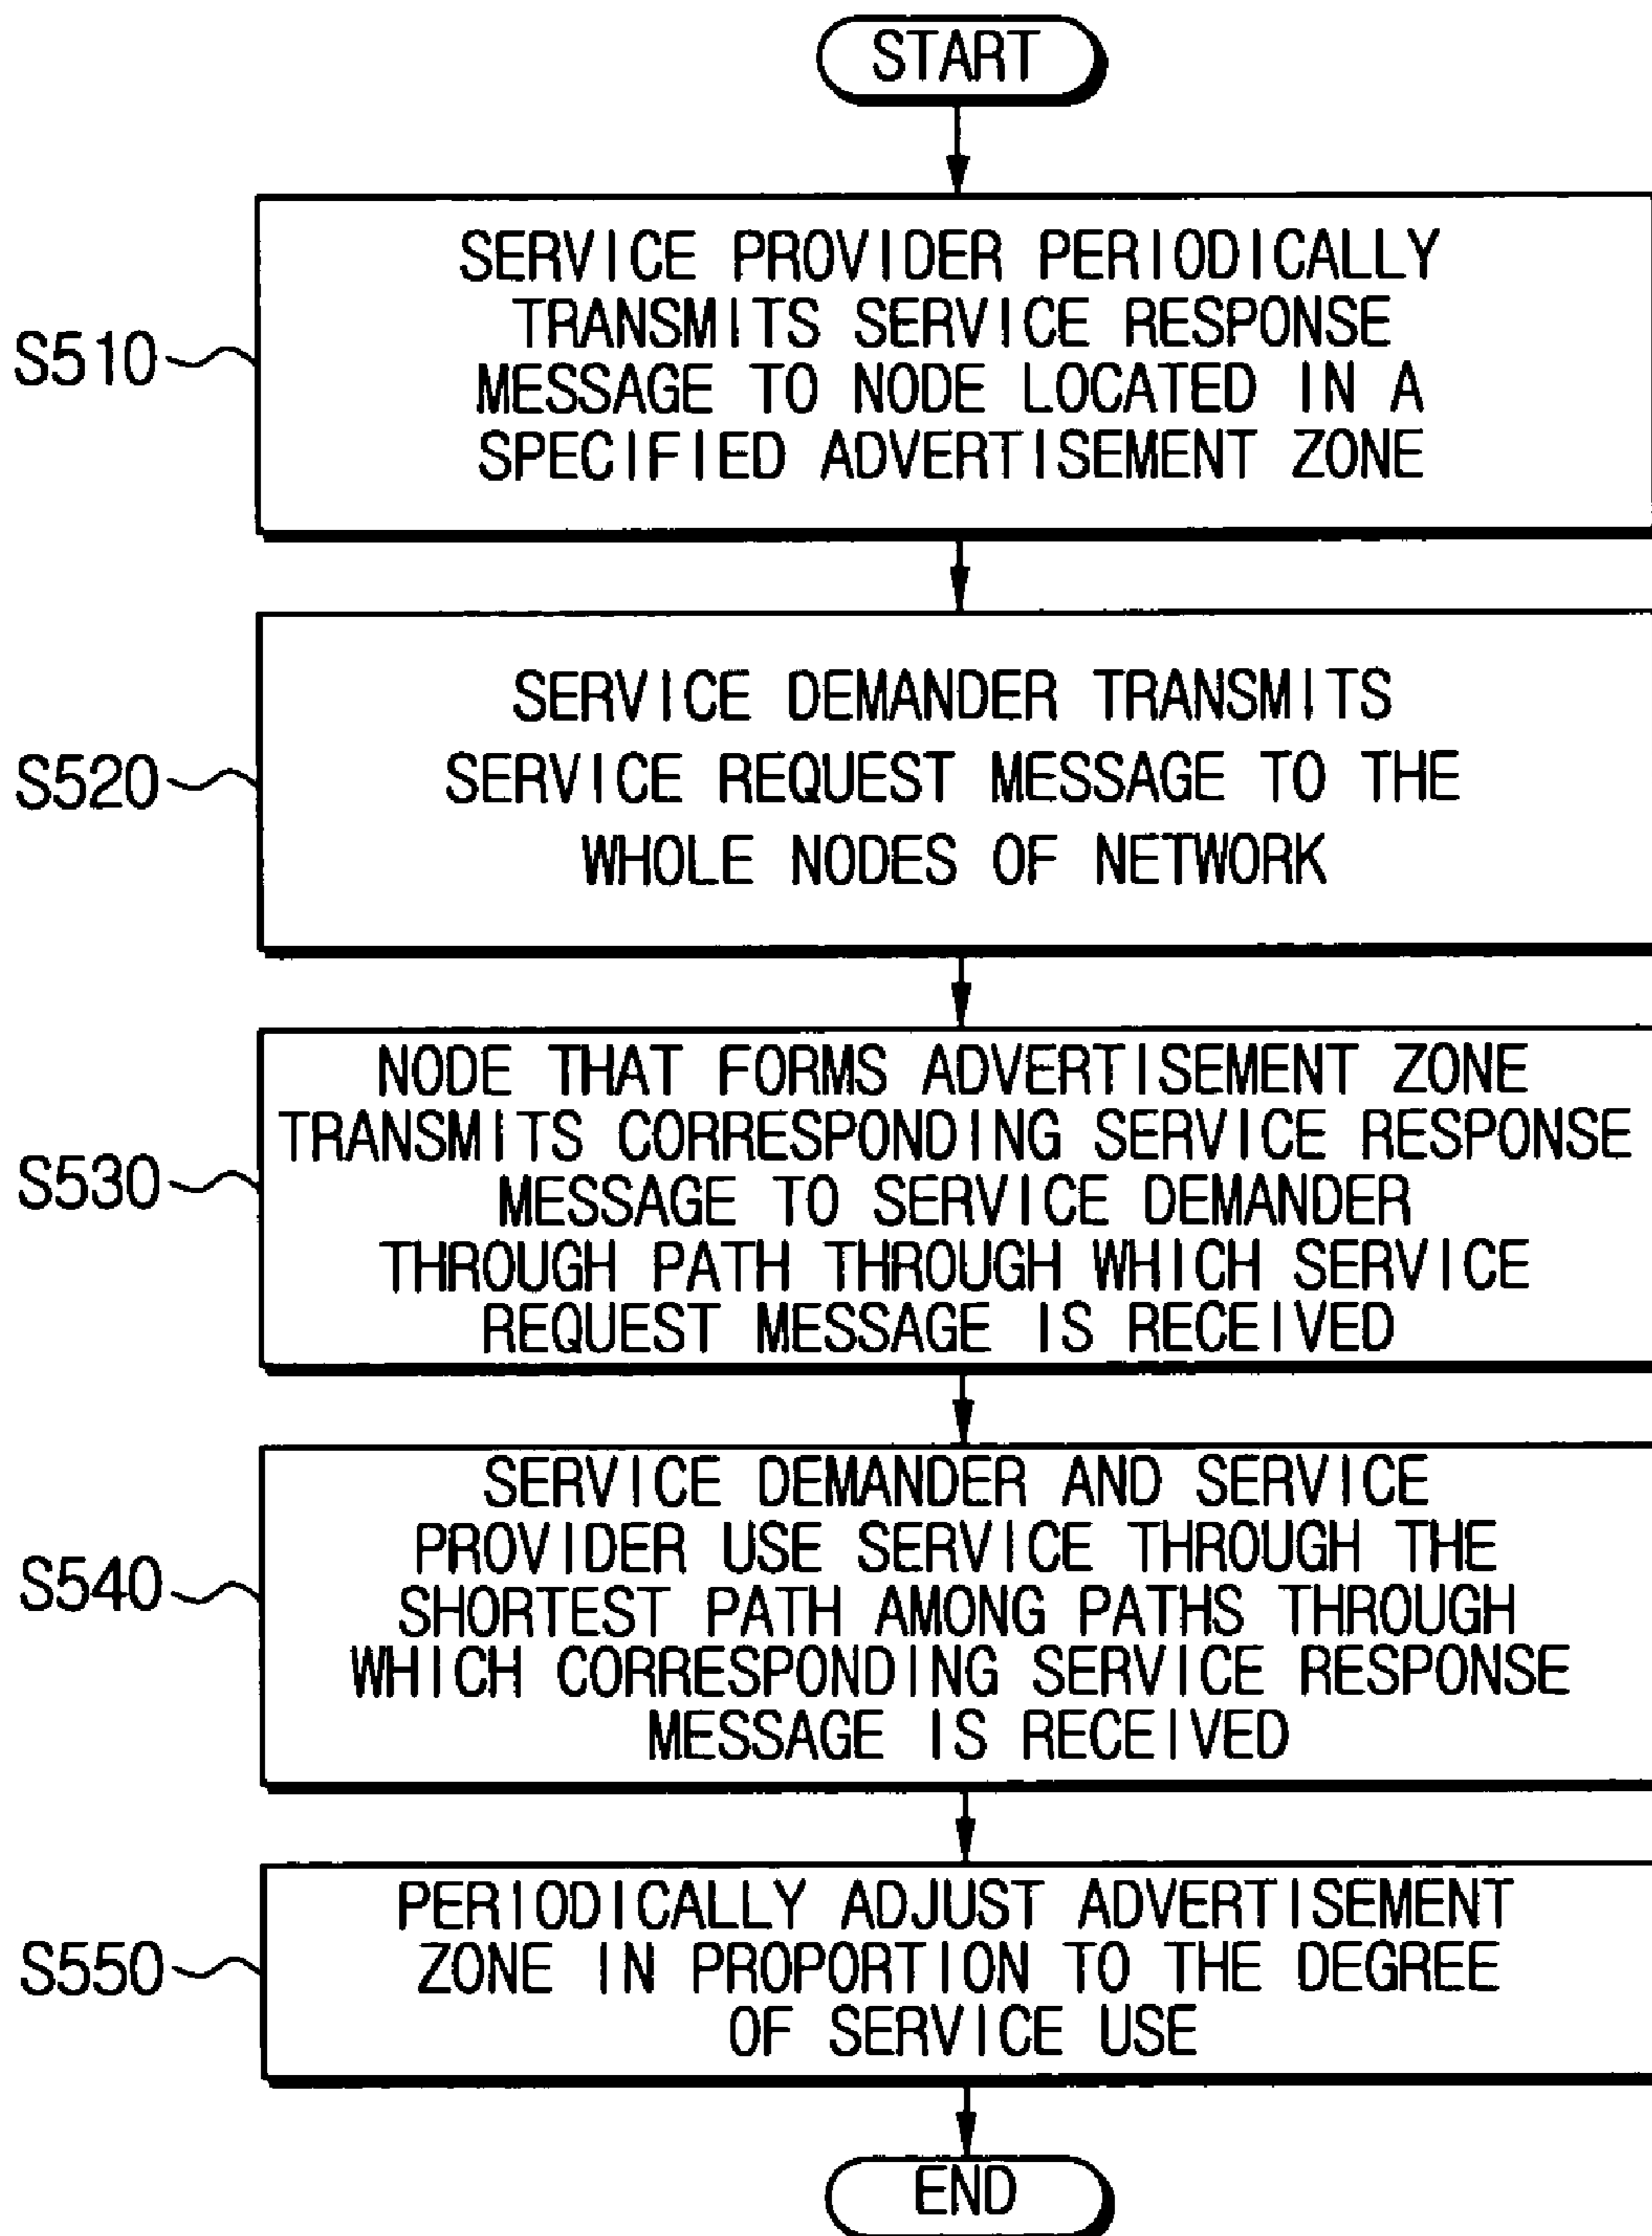 START
S510
SERVICE PROVIDER PERIODICALLY
TRANSMITS SERVICE RESPONSE
MESSAGE TO NODE LOCATED IN A
SPECIFIED ADVERTISEMENT ZONE
S520
SERVICE DEMANDER TRANSMITS
SERVICE REQUEST MESSAGE TO THE
WHOLE NODES OF NETWORK
S530
NODE THAT FORMS ADVERTISEMENT ZONE
TRANSMITS CORRESPONDING SERVICE RESPONSE
MESSAGE TO SERVICE DEMANDER
THROUGH PATH THROUGH WHICH SERVICE
REQUEST MESSAGE IS RECEIVED
S540
SERVICE DEMANDER AND SERVICE
PROVIDER USE SERVICE THROUGH THE
SHORTEST PATH AMONG PATHS THROUGH
WHICH CORRESPONDING SERVICE RESPONSE
MESSAGE IS RECEIVED
S550
PERIODICALLY ADJUST ADVERTISEMENT
ZONE IN PROPORTION TO THE DEGREE
OF SERVICE USE
END